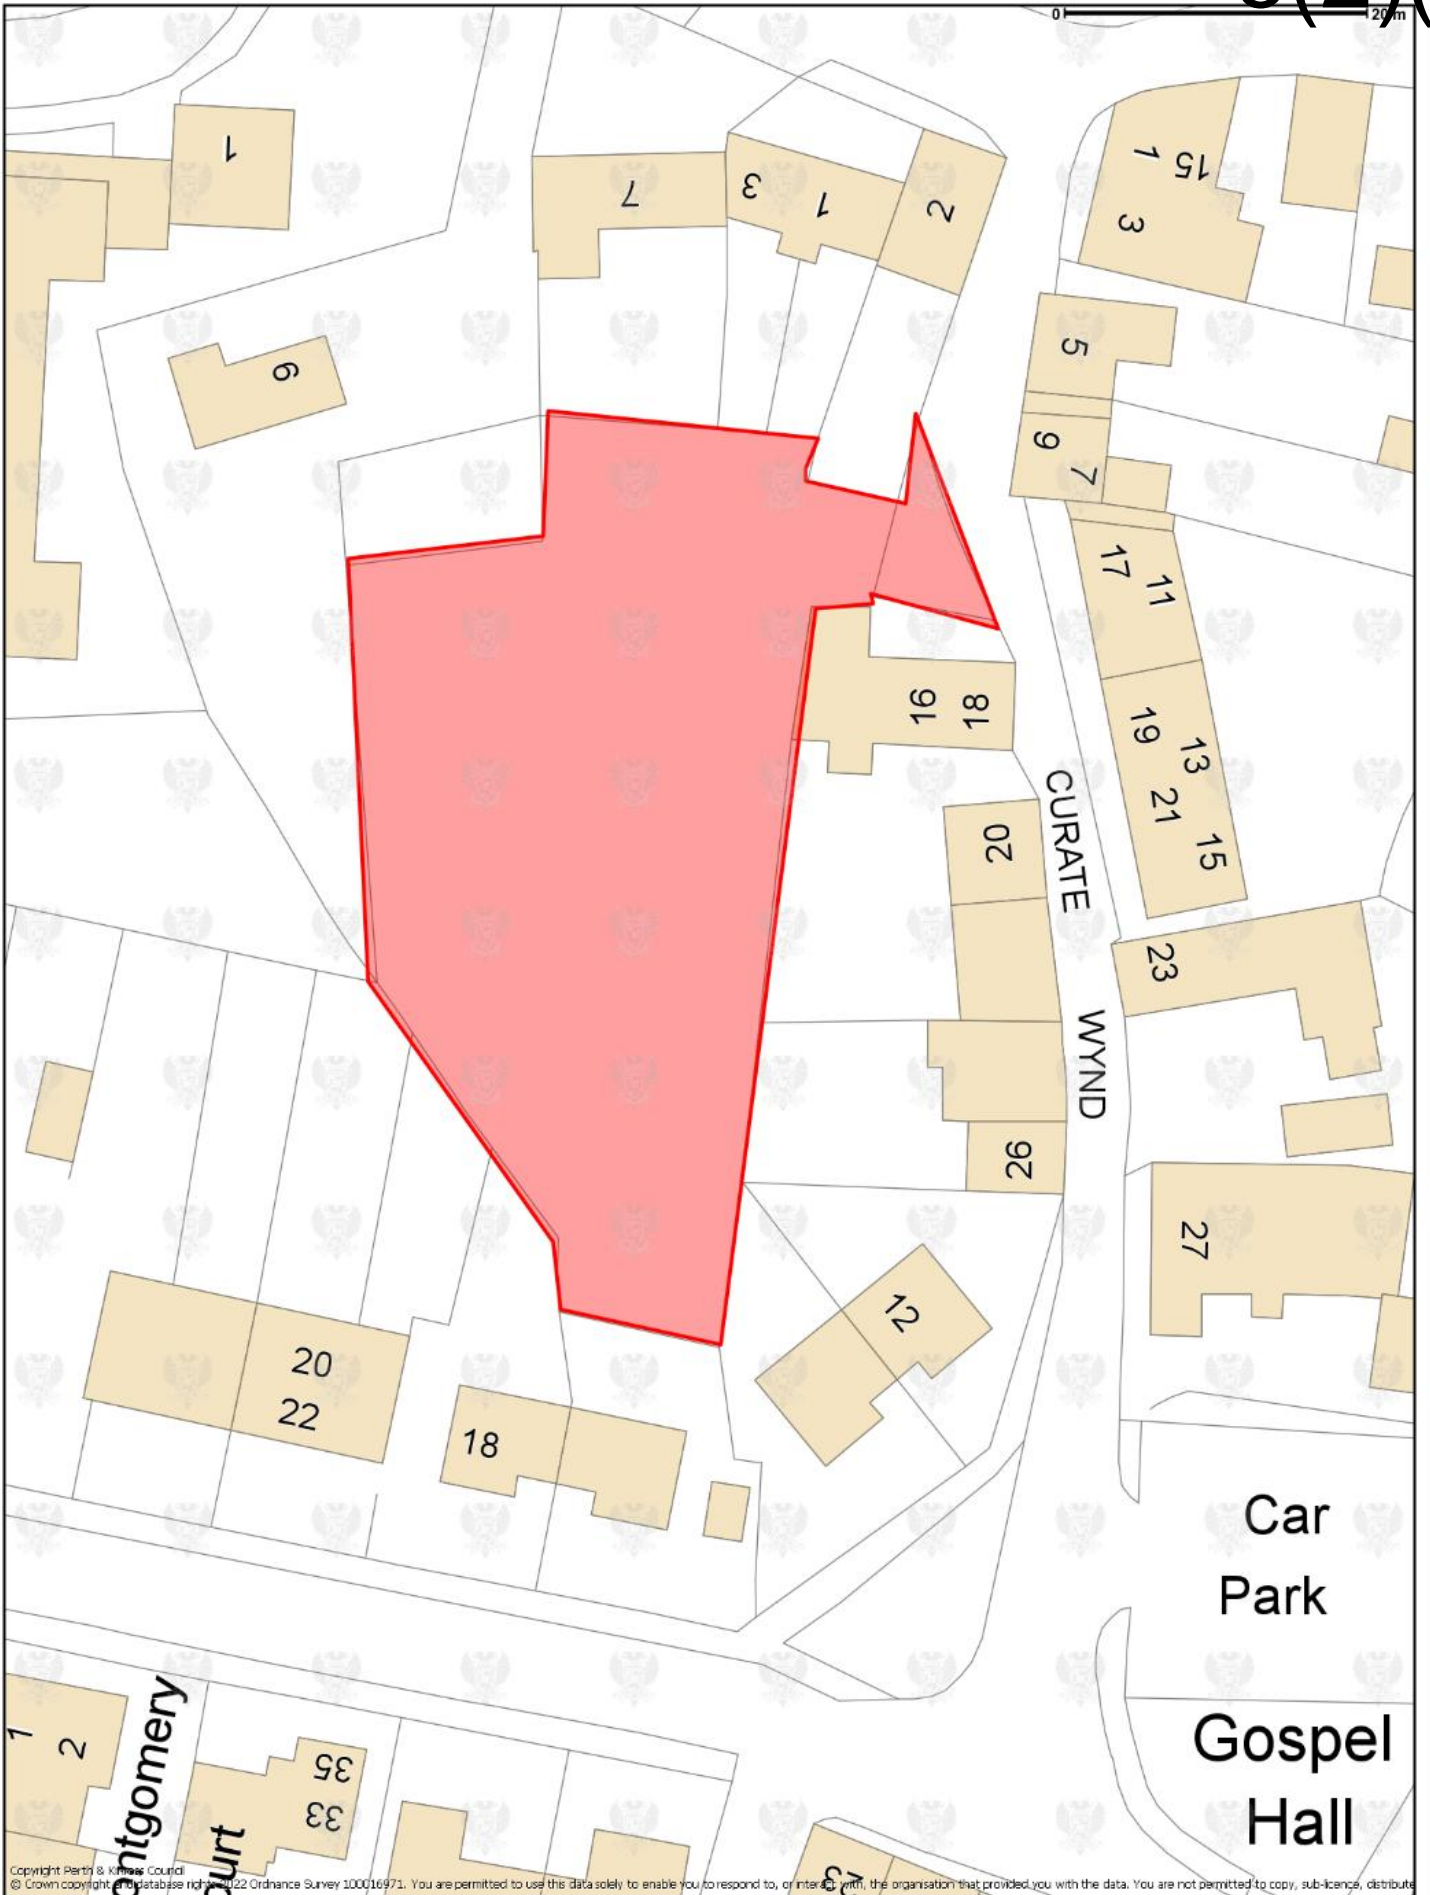 0 20m
1
7
3
1
2
1
15
3
6
5
9
7
17
11
16
18
19
13
21
15
20
CURATE
WYND
23
26
27
12
20
22
18
Car
Park
Gospel
Hall
1
2
ontgomery
ourt
35
33
Copyright Perth & Kinross Council
© Crown copyright and database right 2022 Ordnance Survey 100016971. You are permitted to use this data solely to enable you to respond to, or interact with, the organisation that provided you with the data. You are not permitted to copy, sub-licence, distribute